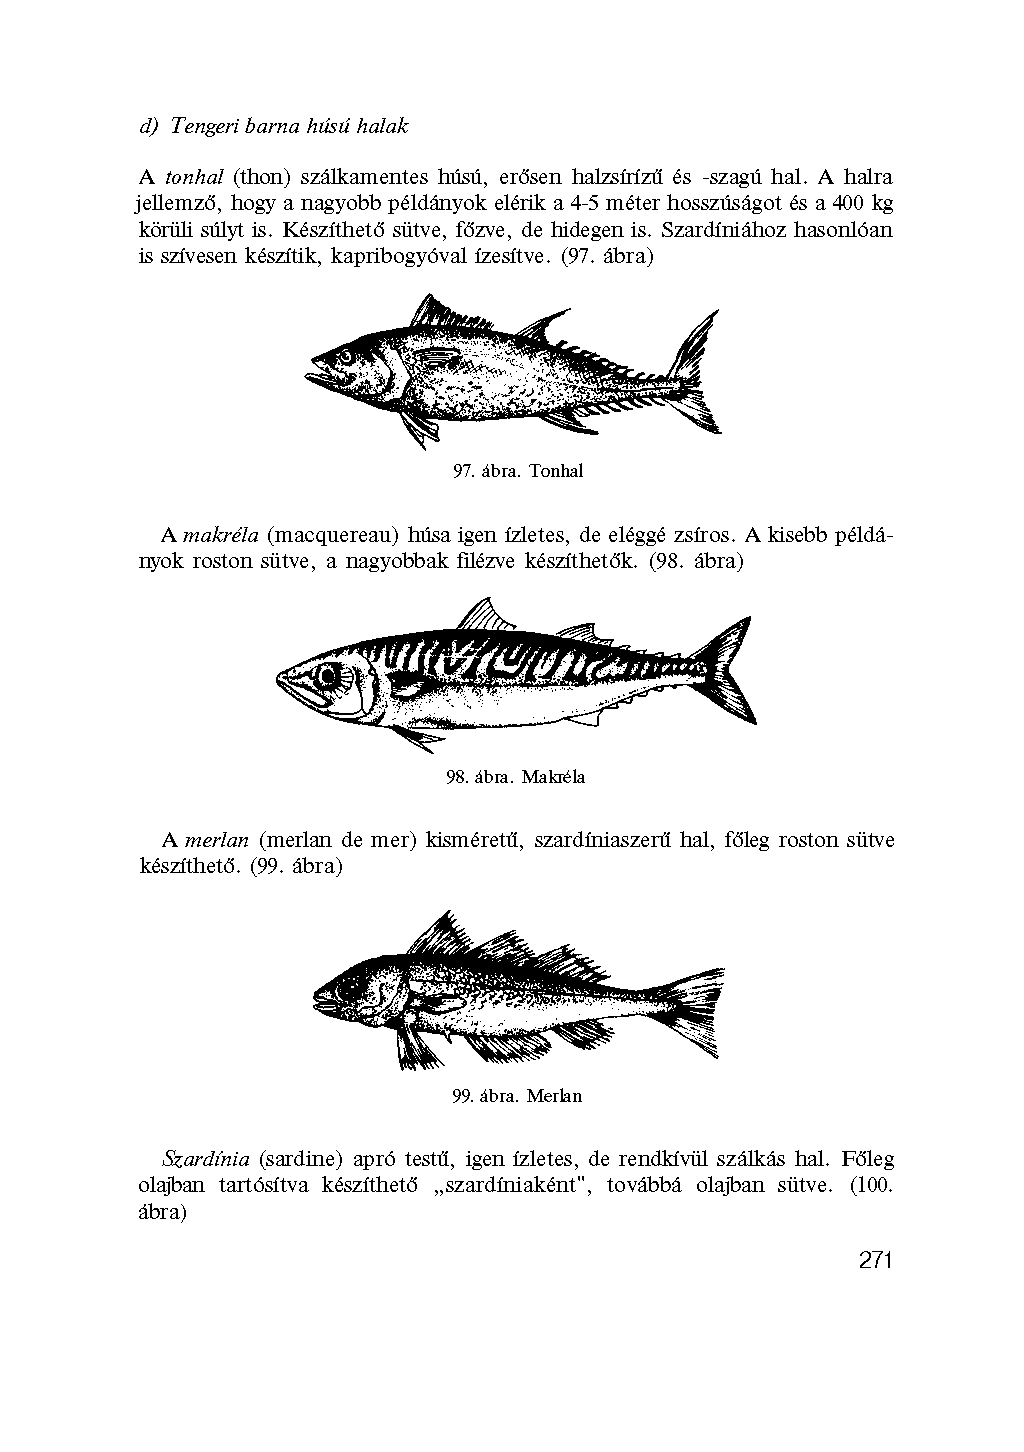 d) Tengeri barna húsú halak
A tonhal (thon) szálkamentes húsú, erősen halzsírízű és -szagú hal. A halra
jellemző, hogy a nagyobb példányok elérik a 4-5 méter hosszúságot és a 400 kg
körüli súlyt is. Készíthető sütve, főzve, de hidegen is. Szardíniához hasonlóan
is szívesen készítik, kapribogyóval ízesítve. (97. ábra)
97. ábra. Tonhal
A makréla (macquereau) húsa igen ízletes, de eléggé zsíros. A kisebb példá-
nyok roston sütve, a nagyobbak filézve készíthetők. (98. ábra)
98. ábra. Makréla
A merlan (merlan de mer) kisméretű, szardíniaszerű hal, főleg roston sütve
készíthető. (99. ábra)
99. ábra. Merlan
Szardínia (sardine) apró testű, igen ízletes, de rendkívül szálkás hal. Főleg
olajban tartósítva készíthető „szardíniaként", továbbá olajban sütve. (100.
ábra)
271